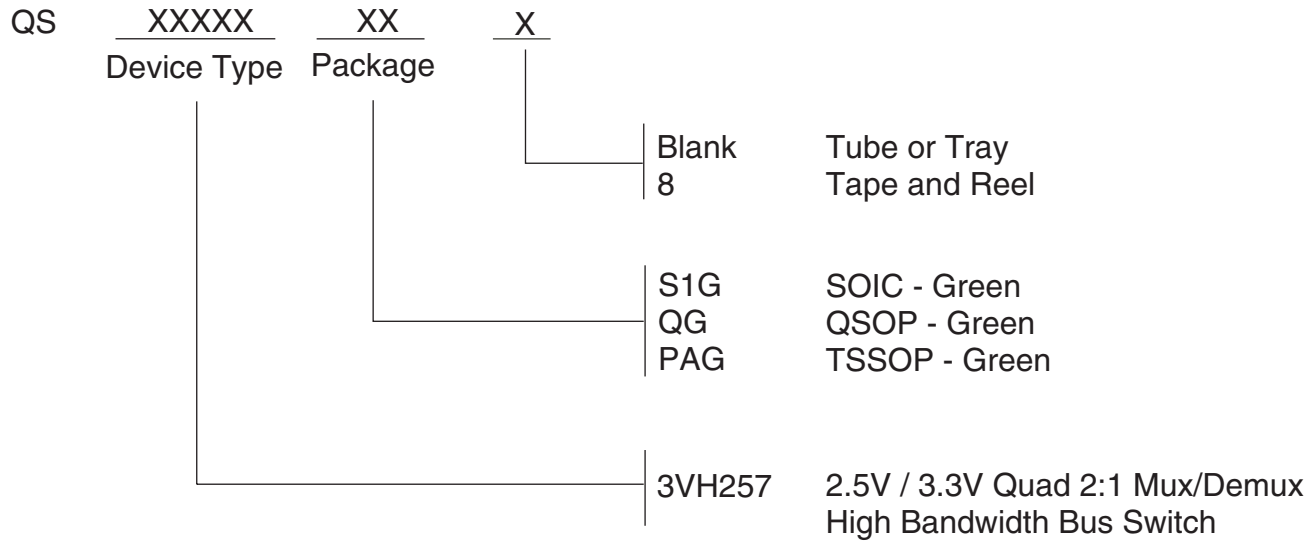 QS XXXXX XX X
Device Type Package
Blank Tube or Tray
8 Tape and Reel
S1G SOIC - Green
QG QSOP - Green
PAG TSSOP - Green
3VH257 2.5V / 3.3V Quad 2:1 Mux/Demux
High Bandwidth Bus Switch